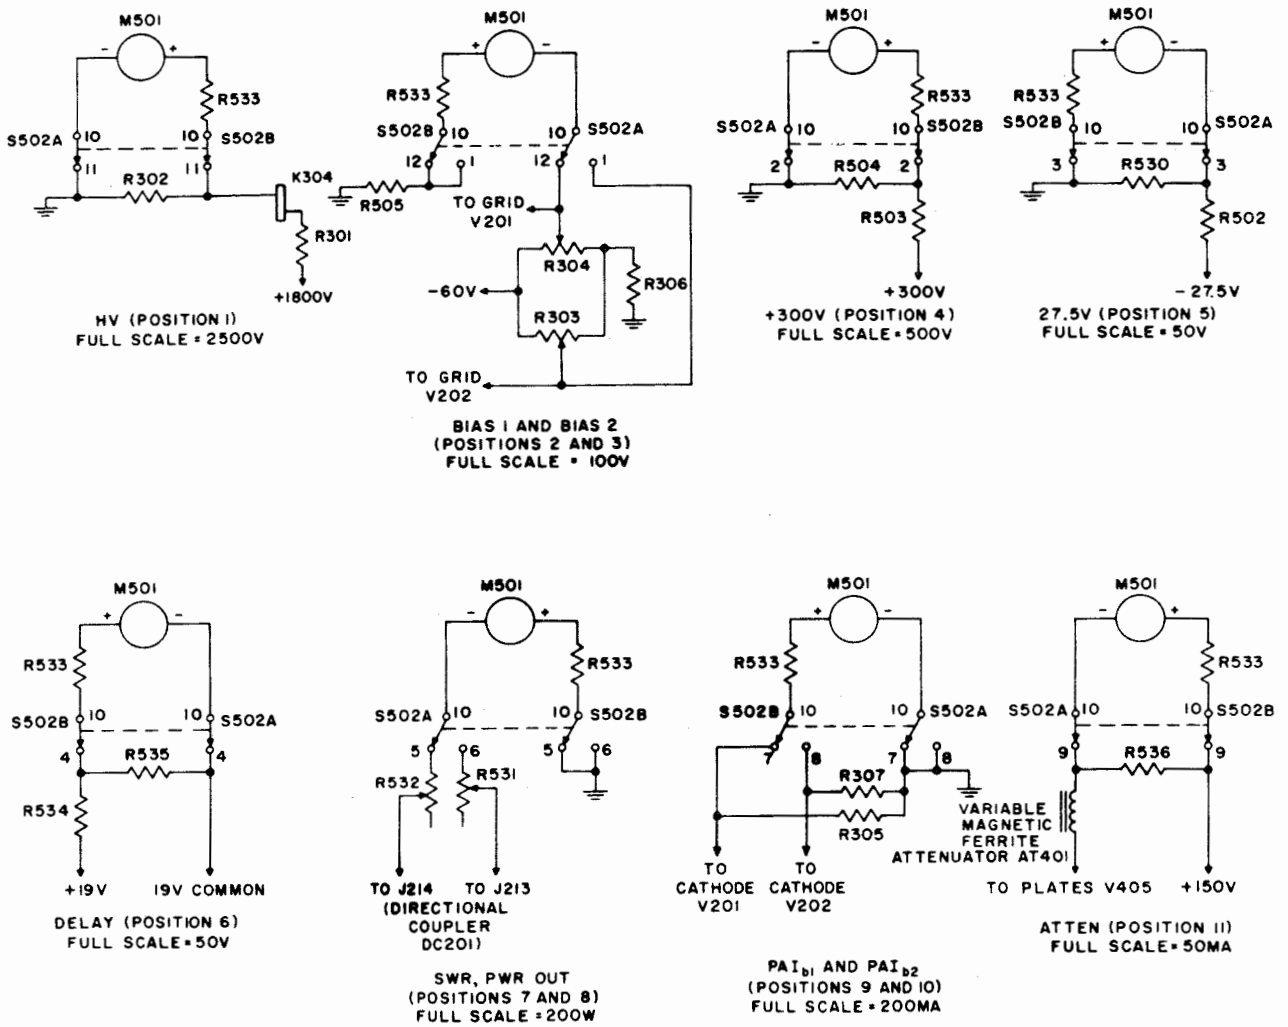 M501
- +
R533
S502A 10 10 S502B
11 11
R302
K304
R301
+1800V
HV (POSITION 1)
FULL SCALE = 2500V
M501
+ -
R533
S502B 10 10 S502A
12 1 12 1
R505
TO GRID
V201
R304
-60V
R306
R303
TO GRID
V202
BIAS 1 AND BIAS 2
(POSITIONS 2 AND 3)
FULL SCALE = 100V
M501
- +
R533
S502A 10 10 S502B
2 R504 2
R503
+300V
+300V (POSITION 4)
FULL SCALE = 500V
M501
+ -
R533
S502B 10 10 S502A
3 R530 3
R502
-27.5V
27.5V (POSITION 5)
FULL SCALE = 50V
M501
+ -
R533
S502B 10 10 S502A
4 R535 4
R534
+19V 19V COMMON
DELAY (POSITION 6)
FULL SCALE = 50V
M501
- +
R533
S502A 10 10 S502B
5 6 5 6
R532 R531
TO J214 TO J213
(DIRECTIONAL
COUPLER
DC201)
SWR, PWR OUT
(POSITIONS 7 AND 8)
FULL SCALE = 200W
M501
+ -
R533
S502B 10 10 S502A
7 8 7 8
R307
R305
TO
CATHODE
V201
TO
CATHODE
V202
PAIb1 AND PAIb2
(POSITIONS 9 AND 10)
FULL SCALE = 200MA
M501
- +
R533
S502A 10 10 S502B
9 R536 9
VARIABLE
MAGNETIC
FERRITE
ATTENUATOR AT401
TO PLATES V405 +150V
ATTEN (POSITION 11)
FULL SCALE = 50MA